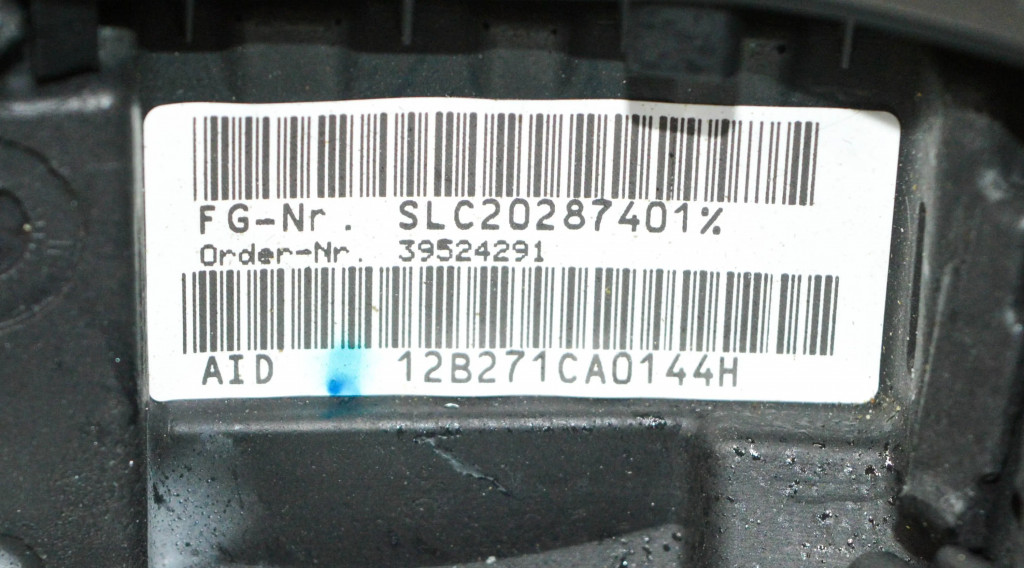 FG-Nr. SLC20287401%
Order-Nr. 39524291
AID 12B271CA0144H